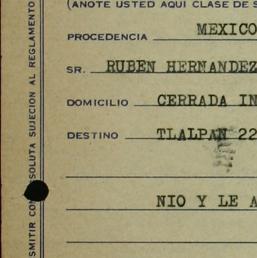 (ANOTE USTED AQUI CLASE DE S
PROCEDENCIA MEXICO
SR. RUBEN HERNANDEZ
DOMICILIO CERRADA IN
DESTINO TLALPAN 22
NIO Y LE A
SMITIR CON SOLUTA SUJECION AL REGLAMENTO